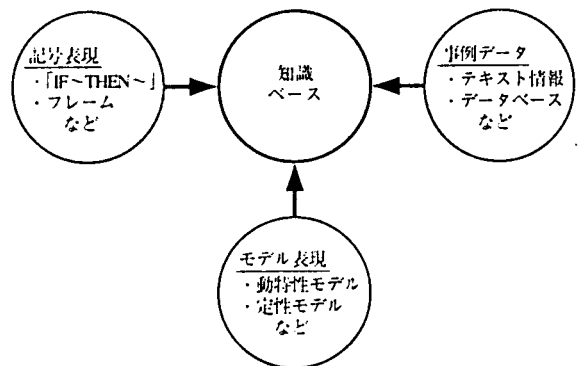 記号表現
・「IF~THEN~」
・フレーム
など
知識
ベース
事例データ
・テキスト情報
・データベース
など
モデル表現
・動特性モデル
・定性モデル
など